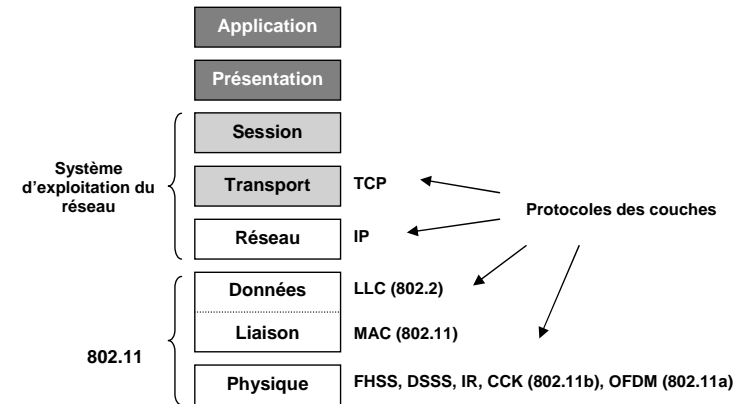 Application
Présentation
Session
Système
d'exploitation du
réseau
Transport
TCP
Protocoles des couches
Réseau
IP
Données
LLC (802.2)
Liaison
MAC (802.11)
802.11
Physique
FHSS, DSSS, IR, CCK (802.11b), OFDM (802.11a)